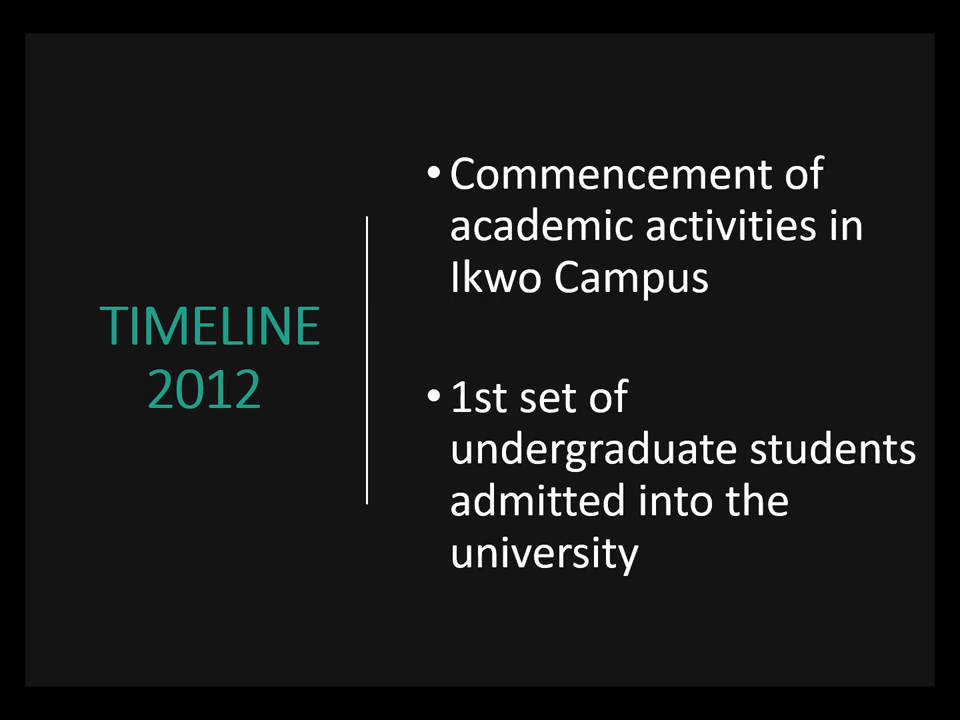 TIMELINE
2012
• Commencement of
academic activities in
Ikwo Campus
• 1st set of
undergraduate students
admitted into the
university